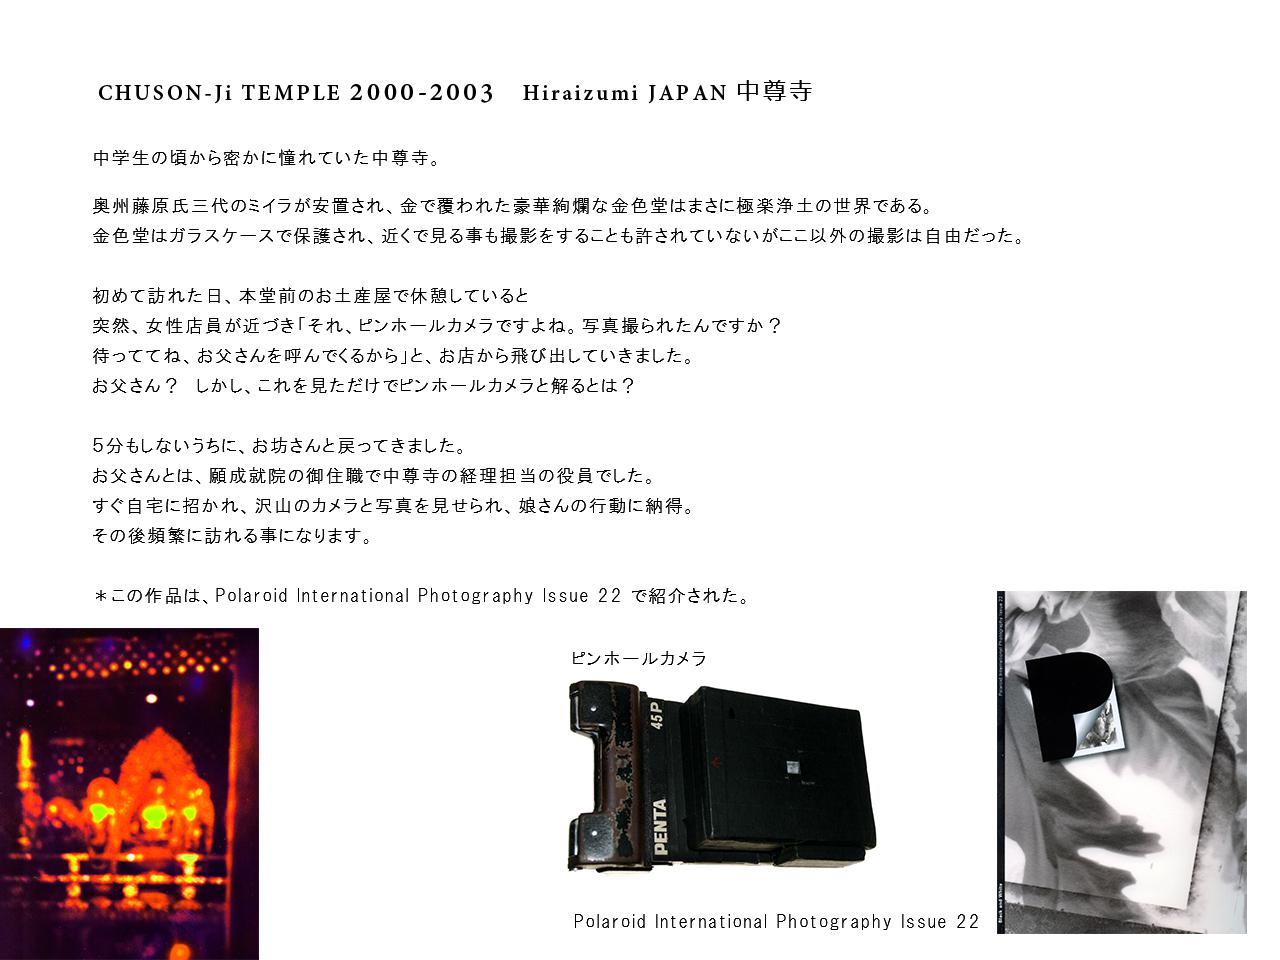 CHUSON-Ji TEMPLE 2000-2003　Hiraizumi JAPAN 中尊寺
中学生の頃から密かに憧れていた中尊寺。
奥州藤原氏三代のミイラが安置され、金で覆われた豪華絢爛な金色堂はまさに極楽浄土の世界である。
金色堂はガラスケースで保護され、近くで見る事も撮影をすることも許されていないがここ以外の撮影は自由だった。
初めて訪れた日、本堂前のお土産屋で休憩していると
突然、女性店員が近づき「それ、ピンホールカメラですよね。写真撮られたんですか？
待っててね、お父さんを呼んでくるから」と、お店から飛び出していきました。
お父さん？　しかし、これを見ただけでピンホールカメラと解るとは？
5分もしないうちに、お坊さんと戻ってきました。
お父さんとは、願成就院の御住職で中尊寺の経理担当の役員でした。
すぐ自宅に招かれ、沢山のカメラと写真を見せられ、娘さんの行動に納得。
その後頻繁に訪れる事になります。
＊この作品は、Polaroid International Photography Issue 22 で紹介された。
ピンホールカメラ
45P
PENTA
Polaroid International Photography Issue 22
P
Black and White
Polaroid International Photography Issue 22